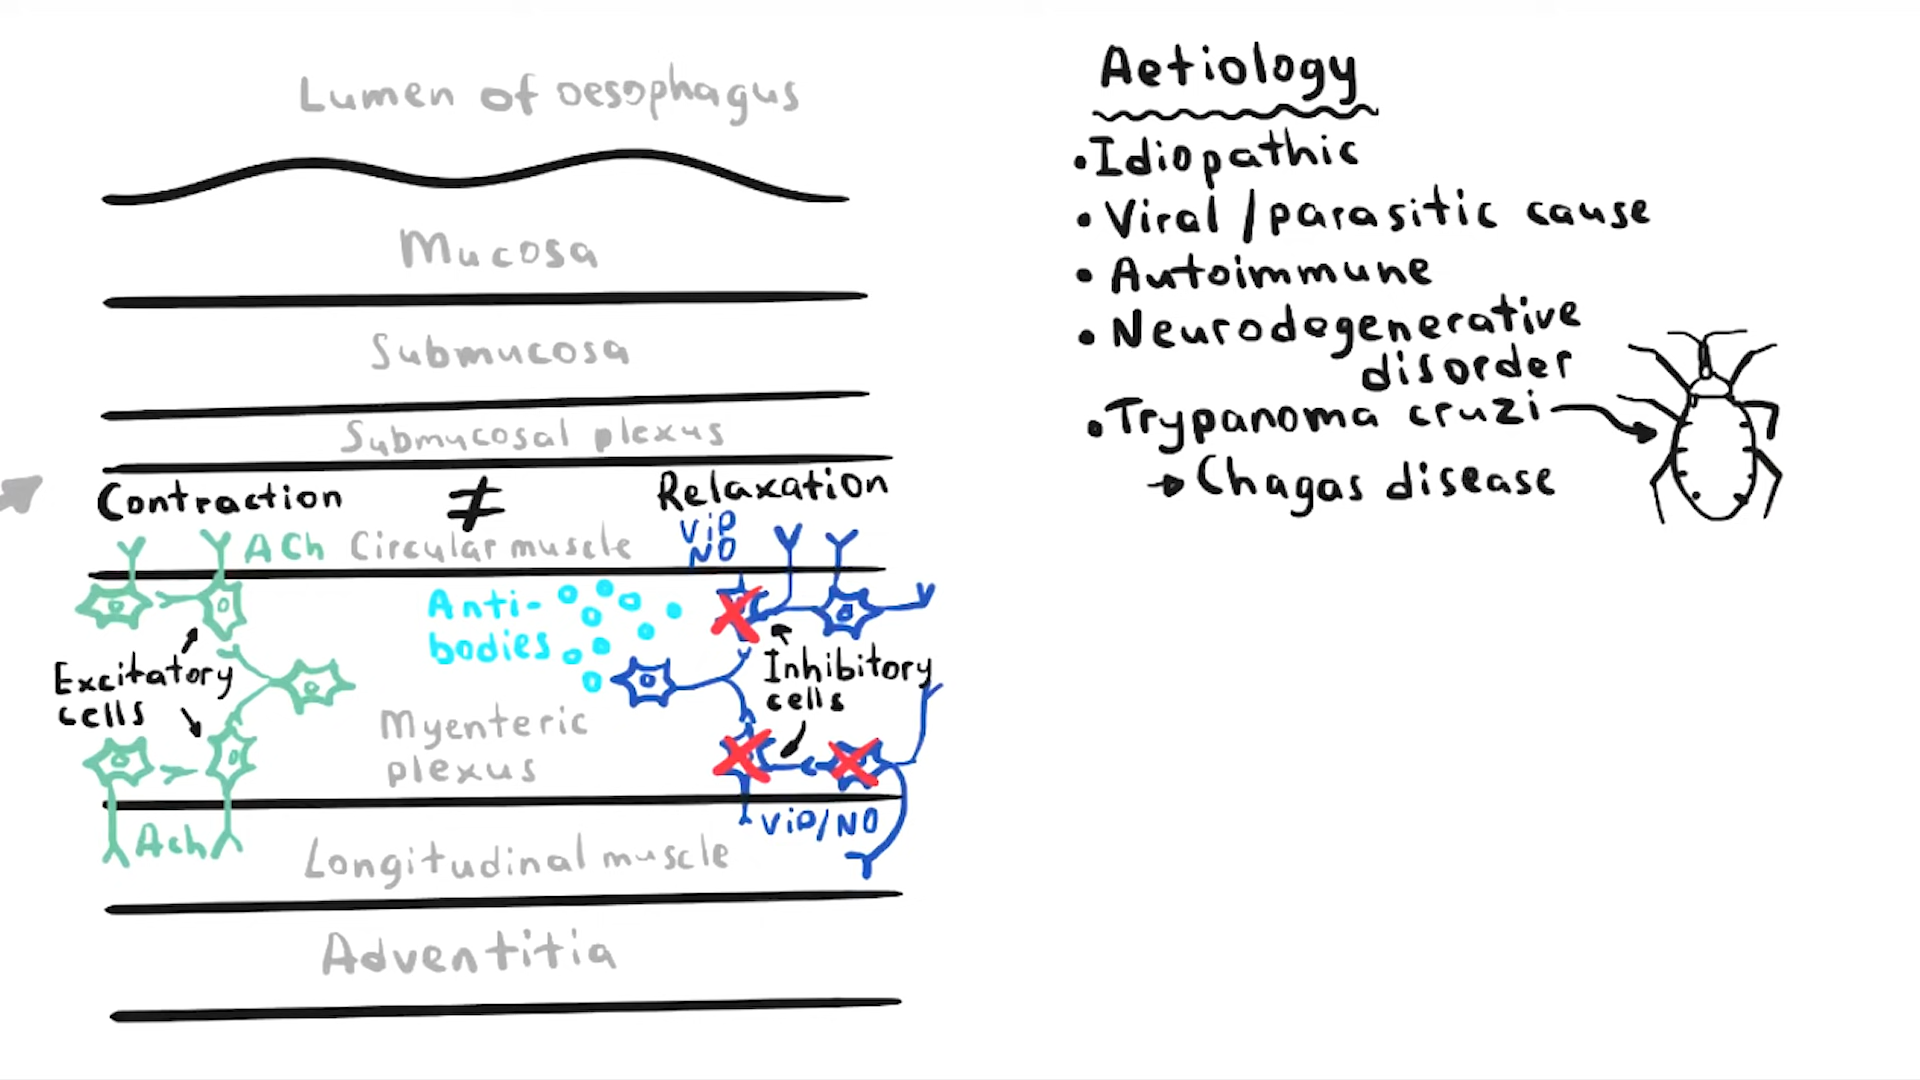 Lumen of oesophagus
Mucosa
Submucosa
Submucosal plexus
Contraction ≠ Relaxation
ViP
NO
ACh Circular muscle
Anti-
bodies
Excitatory
cells
Inhibitory
cells
Myenteric
plexus
Ach
ViP/NO
Longitudinal muscle
Adventitia
Aetiology
• Idiopathic
• Viral / parasitic cause
• Autoimmune
• Neurodegenerative
disorder
• Trypanoma cruzi
→ Chagas disease